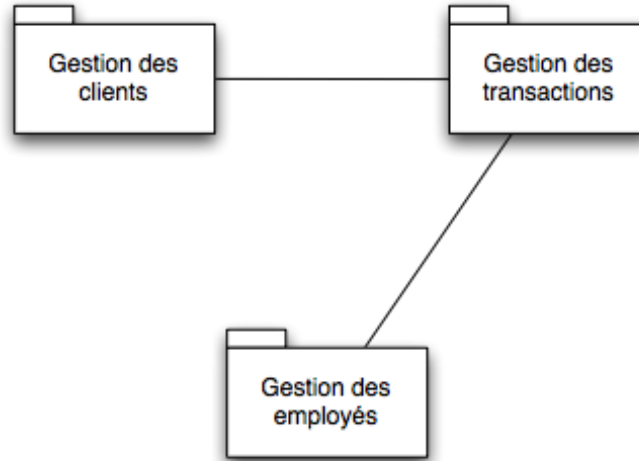 Gestion des
clients
Gestion des
transactions
Gestion des
employés